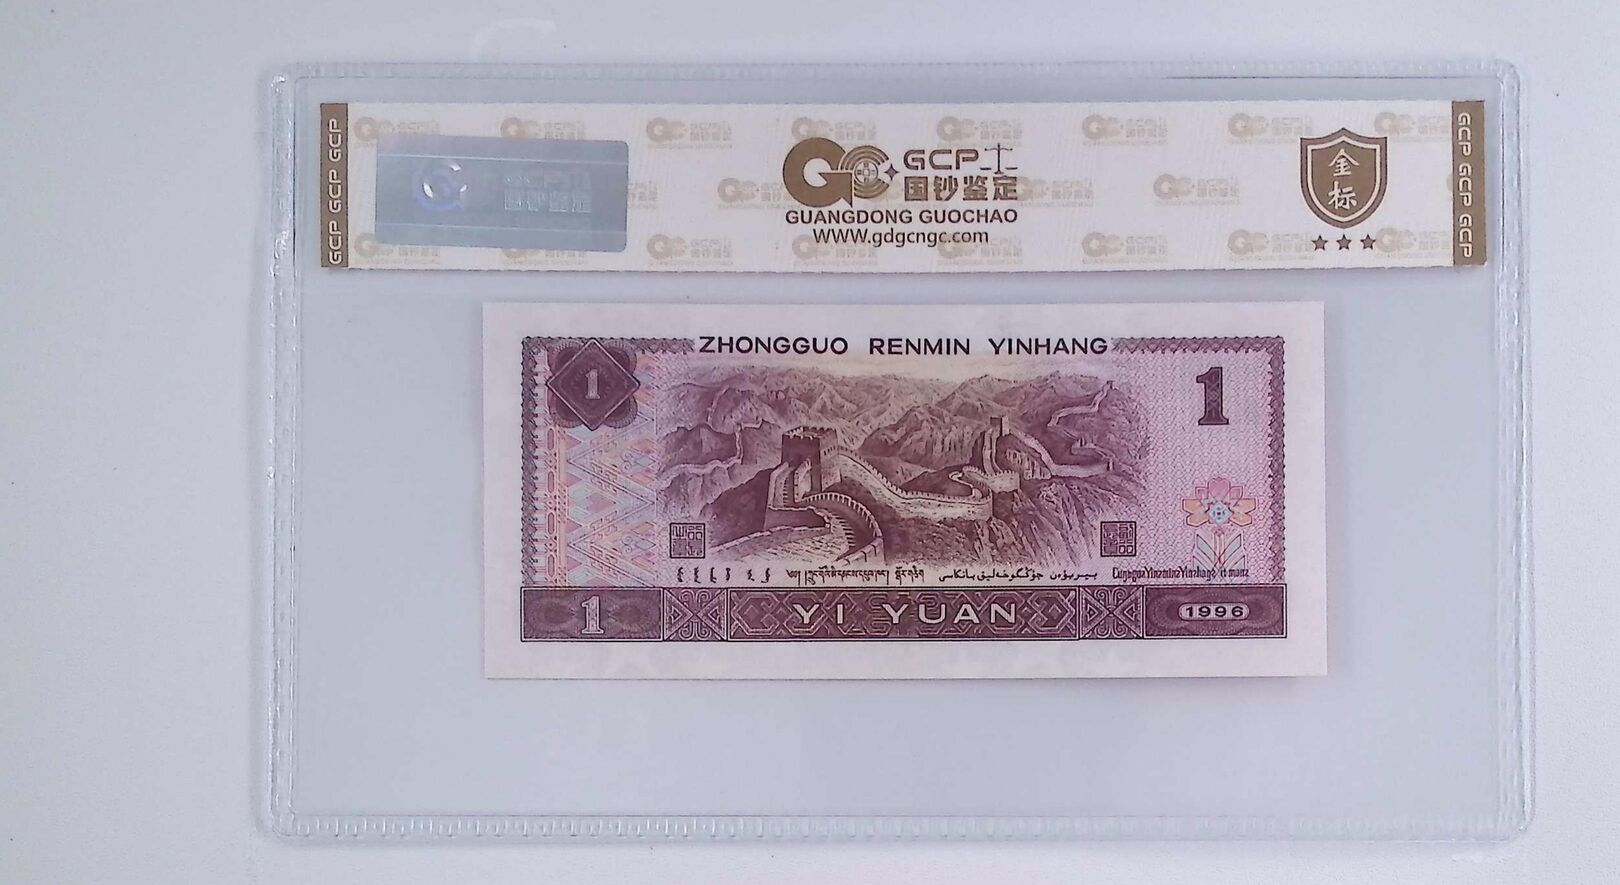 GCP GCP GCP
GCP
国钞鉴定
GUANGDONG GUOCHAO
WWW.gdgcngc.com
金标
GCP GCP GCP
ZHONGGUO RENMIN YINHANG
1
1
1 YI YUAN 1996